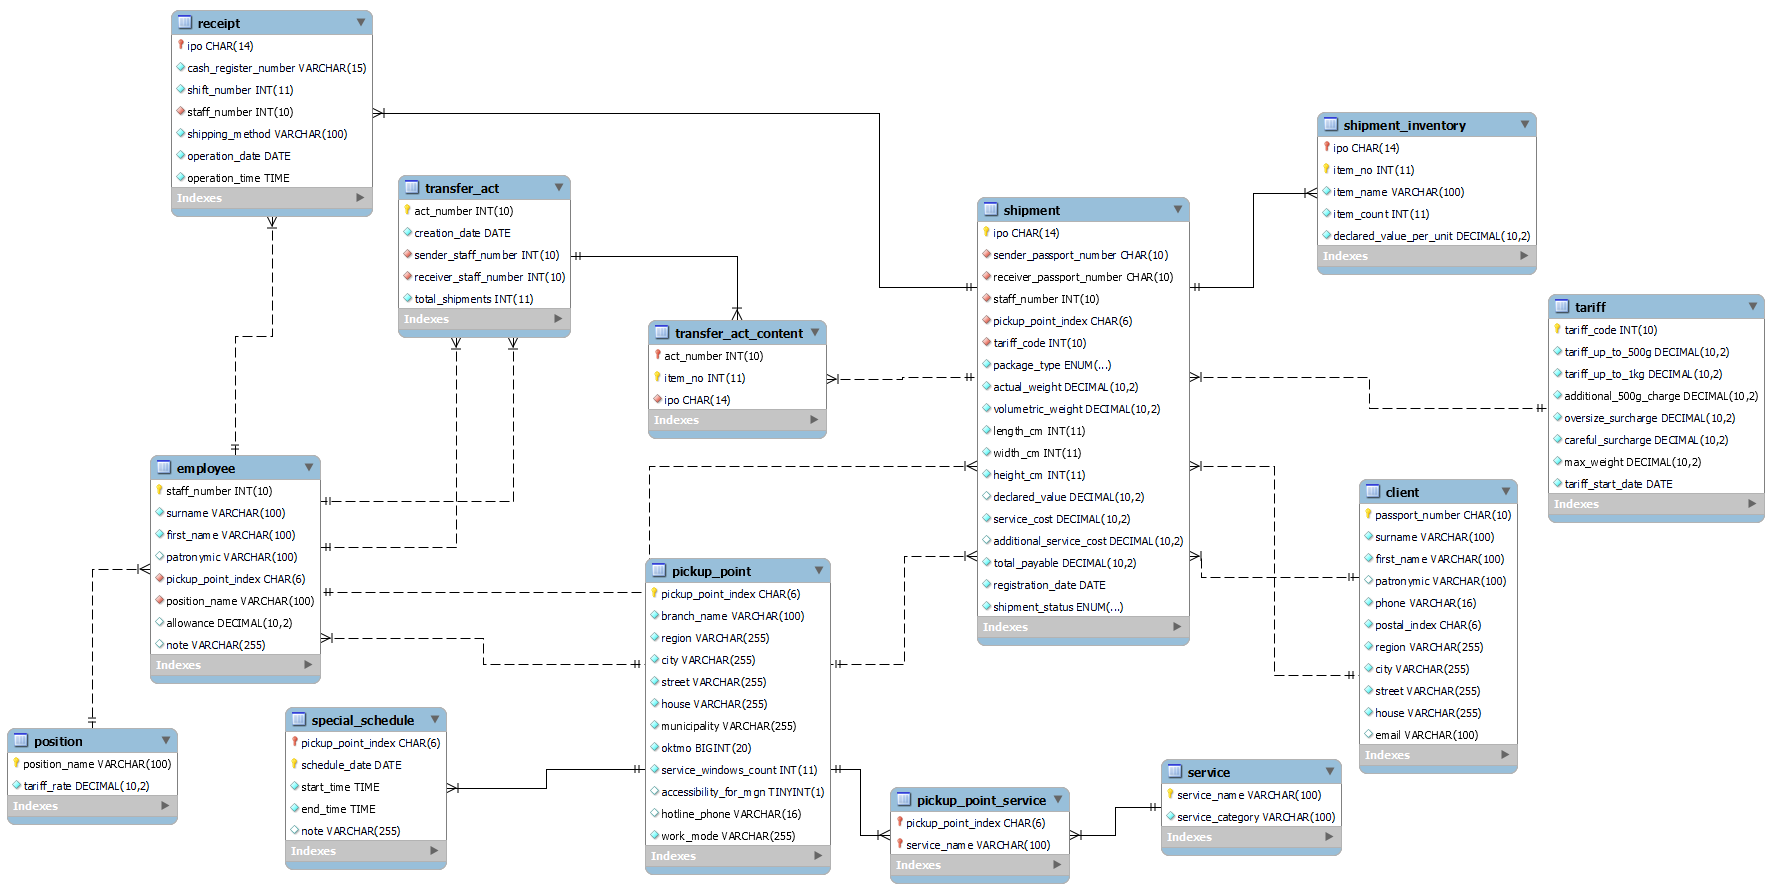 receipt
ipo CHAR(14)
cash_register_number VARCHAR(15)
shift_number INT(11)
staff_number INT(10)
shipping_method VARCHAR(100)
operation_date DATE
operation_time TIME
Indexes
transfer_act
act_number INT(10)
creation_date DATE
sender_staff_number INT(10)
receiver_staff_number INT(10)
total_shipments INT(11)
Indexes
transfer_act_content
act_number INT(10)
item_no INT(11)
ipo CHAR(14)
Indexes
shipment
ipo CHAR(14)
sender_passport_number CHAR(10)
receiver_passport_number CHAR(10)
staff_number INT(10)
pickup_point_index CHAR(6)
tariff_code INT(10)
package_type ENUM(...)
actual_weight DECIMAL(10,2)
volumetric_weight DECIMAL(10,2)
length_cm INT(11)
width_cm INT(11)
height_cm INT(11)
declared_value DECIMAL(10,2)
service_cost DECIMAL(10,2)
additional_service_cost DECIMAL(10,2)
total_payable DECIMAL(10,2)
registration_date DATE
shipment_status ENUM(...)
Indexes
shipment_inventory
ipo CHAR(14)
item_no INT(11)
item_name VARCHAR(100)
item_count INT(11)
declared_value_per_unit DECIMAL(10,2)
Indexes
tariff
tariff_code INT(10)
tariff_up_to_500g DECIMAL(10,2)
tariff_up_to_1kg DECIMAL(10,2)
additional_500g_charge DECIMAL(10,2)
oversize_surcharge DECIMAL(10,2)
careful_surcharge DECIMAL(10,2)
max_weight DECIMAL(10,2)
tariff_start_date DATE
Indexes
employee
staff_number INT(10)
surname VARCHAR(100)
first_name VARCHAR(100)
patronymic VARCHAR(100)
pickup_point_index CHAR(6)
position_name VARCHAR(100)
allowance DECIMAL(10,2)
note VARCHAR(255)
Indexes
client
passport_number CHAR(10)
surname VARCHAR(100)
first_name VARCHAR(100)
patronymic VARCHAR(100)
phone VARCHAR(16)
postal_index CHAR(6)
region VARCHAR(255)
city VARCHAR(255)
street VARCHAR(255)
house VARCHAR(255)
email VARCHAR(100)
Indexes
pickup_point
pickup_point_index CHAR(6)
branch_name VARCHAR(100)
region VARCHAR(255)
city VARCHAR(255)
street VARCHAR(255)
house VARCHAR(255)
municipality VARCHAR(255)
oktmo BIGINT(20)
service_windows_count INT(11)
accessibility_for_mgn TINYINT(1)
hotline_phone VARCHAR(16)
work_mode VARCHAR(255)
Indexes
position
position_name VARCHAR(100)
tariff_rate DECIMAL(10,2)
Indexes
special_schedule
pickup_point_index CHAR(6)
schedule_date DATE
start_time TIME
end_time TIME
note VARCHAR(255)
Indexes
pickup_point_service
pickup_point_index CHAR(6)
service_name VARCHAR(100)
Indexes
service
service_name VARCHAR(100)
service_category VARCHAR(100)
Indexes